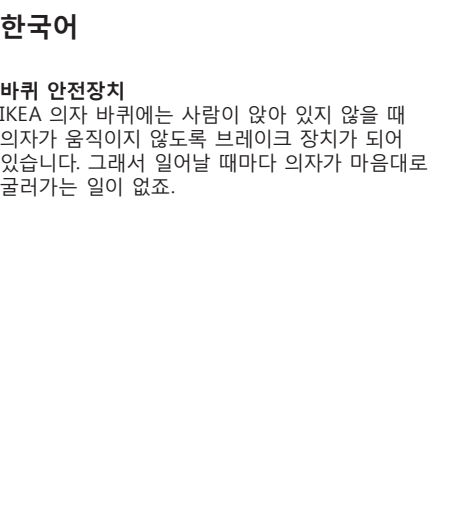 한국어
바퀴 안전장치
IKEA 의자 바퀴에는 사람이 앉아 있지 않을 때
의자가 움직이지 않도록 브레이크 장치가 되어
있습니다. 그래서 일어날 때마다 의자가 마음대로
굴러가는 일이 없죠.